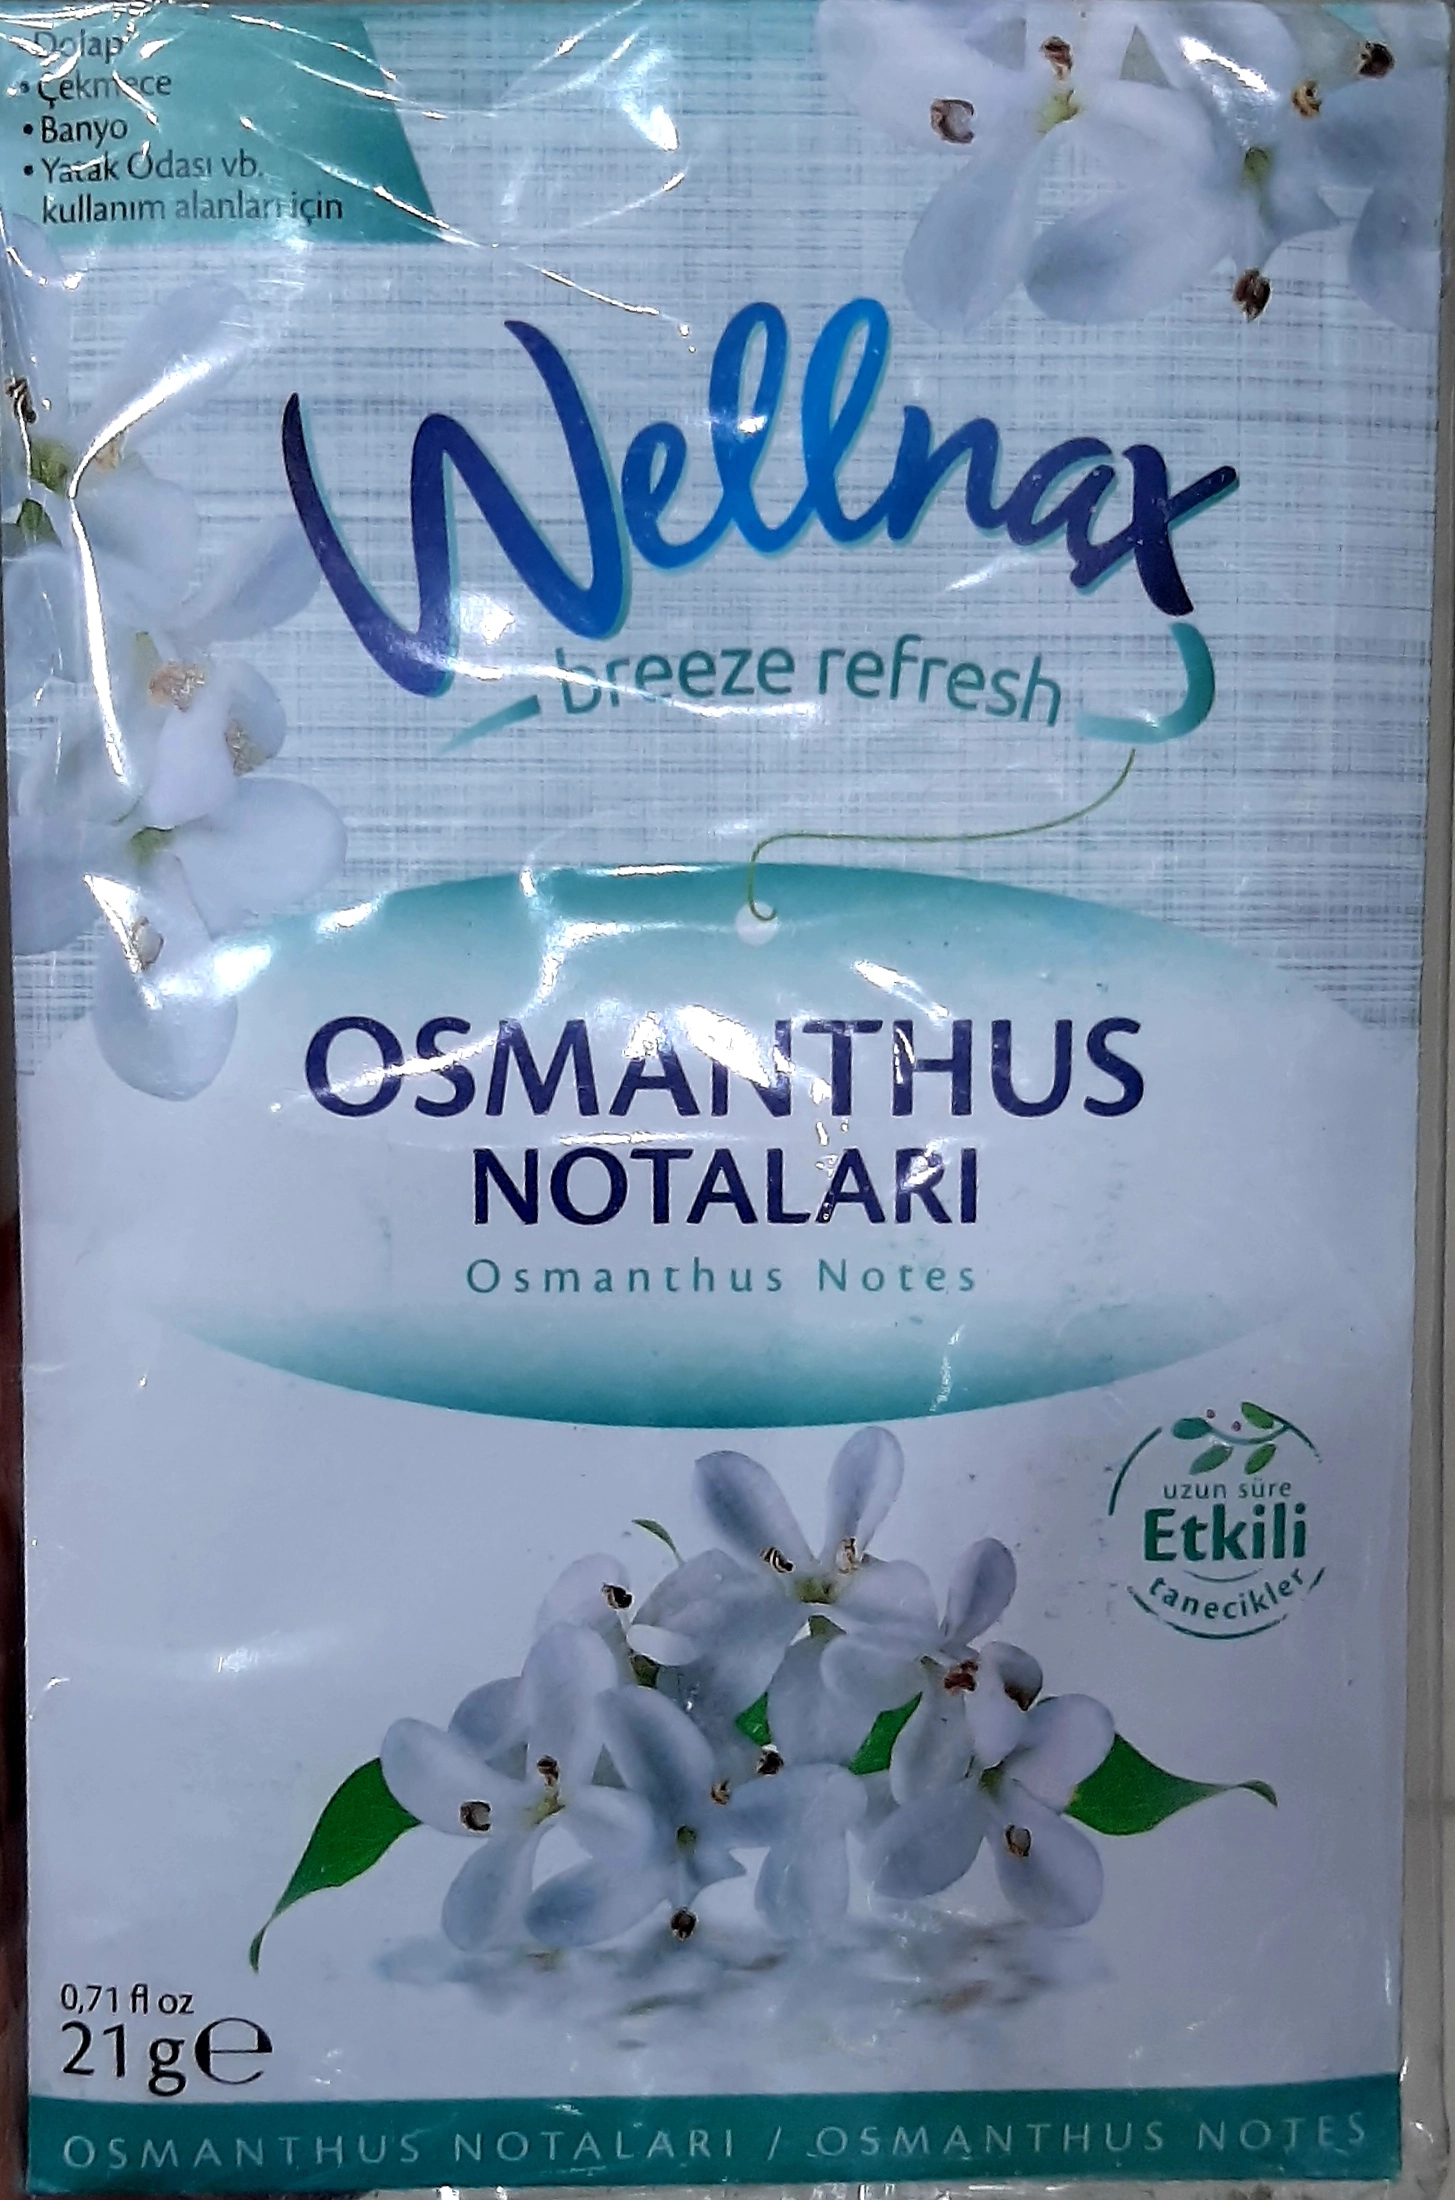 Dolap
• Çekmece
• Banyo
• Yatak Odası vb.
kullanım alanları için
Wellnax
breeze refresh
OSMANTHUS
NOTALARI
Osmanthus Notes
uzun süre
Etkili
tanecikler
0,71 fl oz
21 g℮
OSMANTHUS NOTALARI / OSMANTHUS NOTES